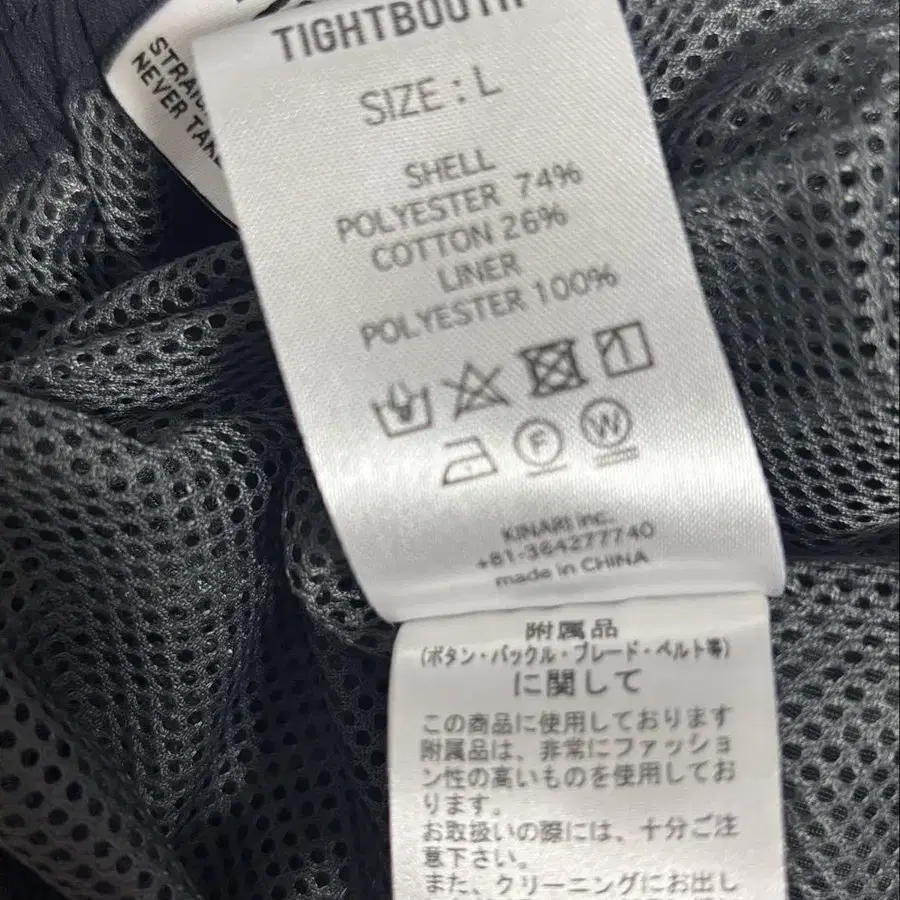 TIGHTBOOTH
SIZE : L
SHELL
POLYESTER 74%
COTTON 26%
LINER
POLYESTER 100%
F
W
KINARI inc.
+81-364277740
made in CHINA
NEVER
附属品
(ボタン・バックル・ブレード・ベルト等)
に関して
この商品に使用しております
附属品は、非常にファッショ
ン性の高いものを使用してお
ります。
お取扱いの際には、十分ご注
意下さい。
また、クリーニングにお出し